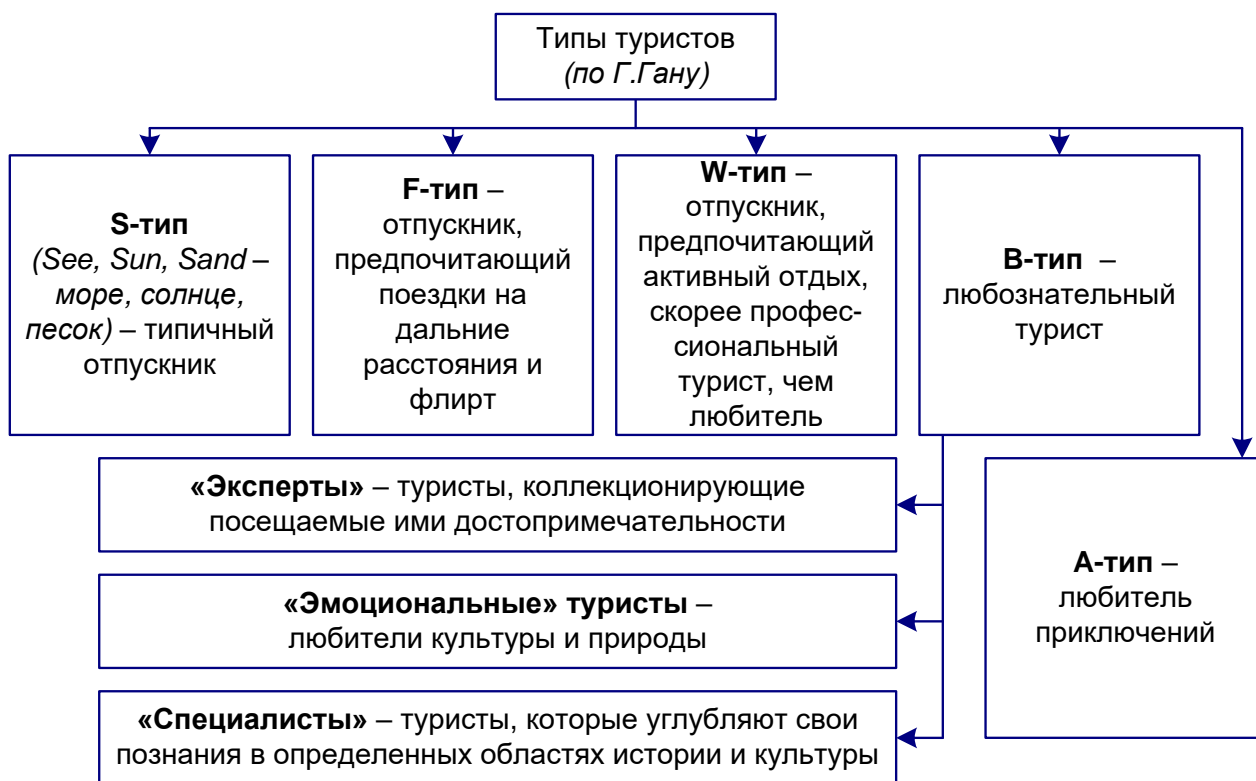 Типы туристов
(по Г.Гану)
S-тип
(See, Sun, Sand –
море, солнце,
песок) – типичный
отпускник
F-тип –
отпускник,
предпочитающий
поездки на
дальние
расстояния и
флирт
W-тип –
отпускник,
предпочитающий
активный отдых,
скорее профес-
сиональный
турист, чем
любитель
B-тип –
любознательный
турист
«Эксперты» – туристы, коллекционирующие
посещаемые ими достопримечательности
«Эмоциональные» туристы –
любители культуры и природы
«Специалисты» – туристы, которые углубляют свои
познания в определенных областях истории и культуры
А-тип –
любитель
приключений